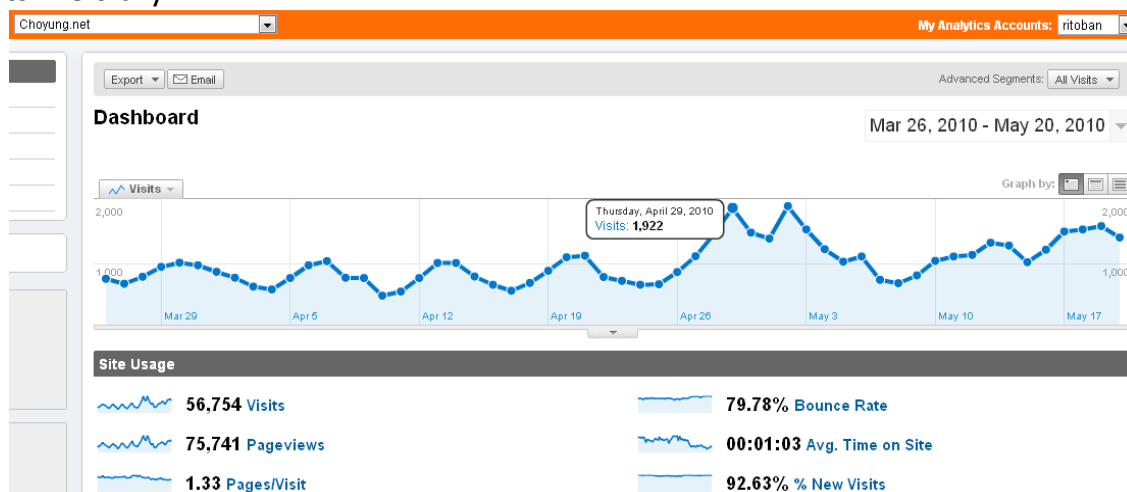 Choyung.net My Analytics Accounts: ritoban
Export Email Advanced Segments: All Visits
Dashboard
Mar 26, 2010 - May 20, 2010
Visits Graph by:
2,000 2,000
Thursday, April 29, 2010
Visits: 1,922
1,000 1,000
Mar 29 Apr 5 Apr 12 Apr 19 Apr 26 May 3 May 10 May 17
Site Usage
56,754 Visits 79.78% Bounce Rate
75,741 Pageviews 00:01:03 Avg. Time on Site
1.33 Pages/Visit 92.63% % New Visits